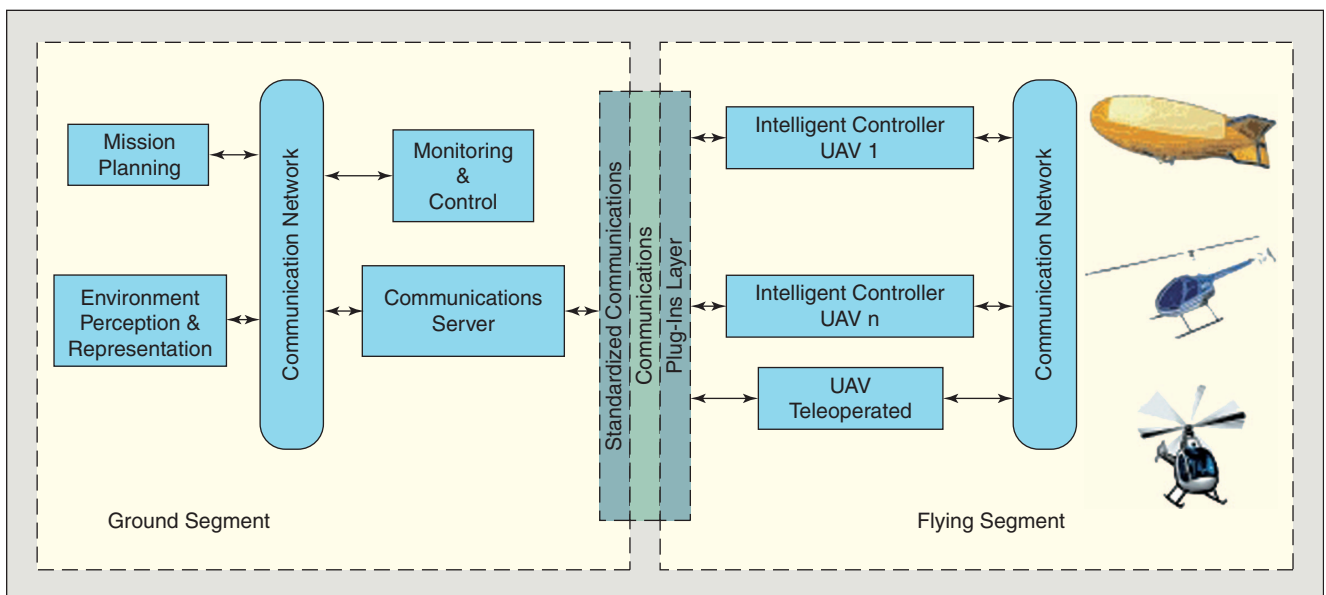 Mission
Planning
Environment
Perception &
Representation
Communication Network
Monitoring
&
Control
Communications
Server
Ground Segment
Standardized Communications
Communications
Plug-Ins Layer
Intelligent Controller
UAV 1
Intelligent Controller
UAV n
UAV
Teleoperated
Communication Network
Flying Segment